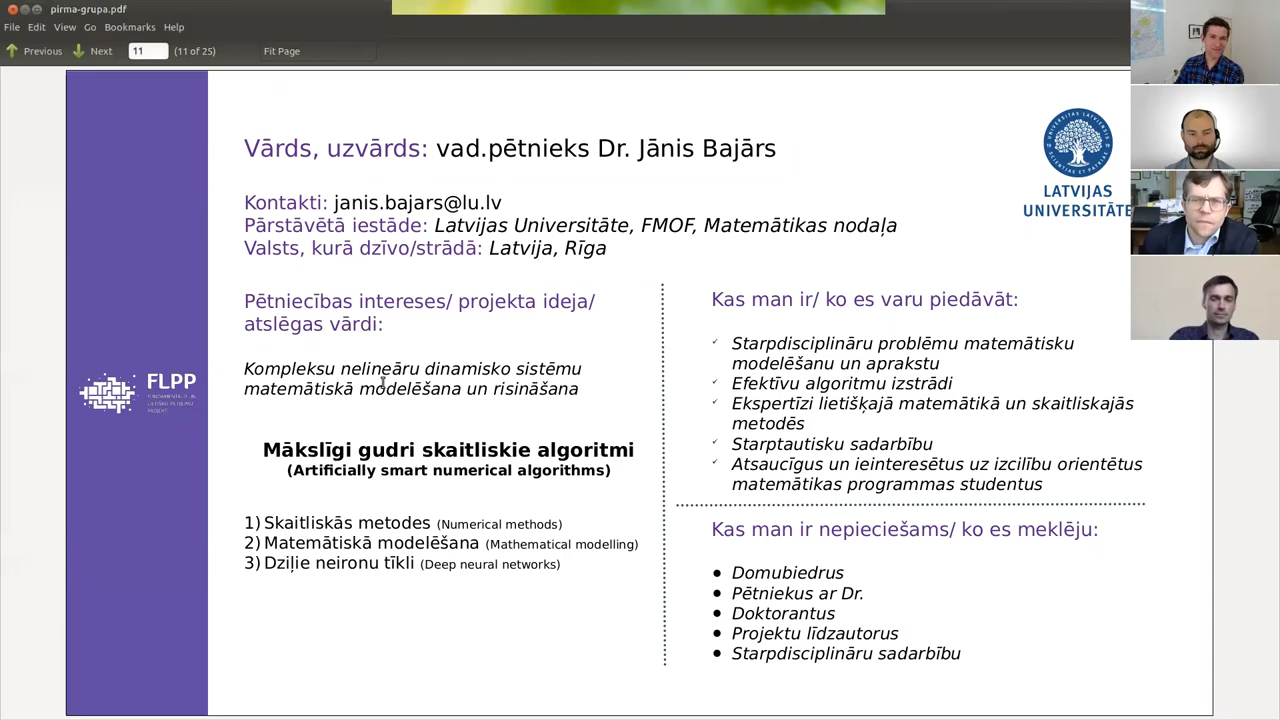 pirma-grupa.pdf
File Edit View Go Bookmarks Help
Previous Next 11 (11 of 25) Fit Page
Vārds, uzvārds: vad.pētnieks Dr. Jānis Bajārs
Kontakti: janis.bajars@lu.lv
Pārstāvētā iestāde: Latvijas Universitāte, FMOF, Matemātikas nodaļa
Valsts, kurā dzīvo/strādā: Latvija, Rīga
LATVIJAS
UNIVERSITĀTE
FLPP
Pētniecības intereses/ projekta ideja/
atslēgas vārdi:
Kompleksu nelineāru dinamisko sistēmu
matemātiskā modelēšana un risināšana
Mākslīgi gudri skaitliskie algoritmi
(Artificially smart numerical algorithms)
1) Skaitliskās metodes (Numerical methods)
2) Matemātiskā modelēšana (Mathematical modelling)
3) Dziļie neironu tīkli (Deep neural networks)
Kas man ir/ ko es varu piedāvāt:
✓ Starpdisciplināru problēmu matemātisku
modelēšanu un aprakstu
✓ Efektīvu algoritmu izstrādi
✓ Ekspertīzi lietišķajā matemātikā un skaitliskajās
metodēs
✓ Starptautisku sadarbību
✓ Atsaucīgus un ieinteresētus uz izcilību orientētus
matemātikas programmas studentus
Kas man ir nepieciešams/ ko es meklēju:
● Domubiedrus
● Pētniekus ar Dr.
● Doktorantus
● Projektu līdzautorus
● Starpdisciplināru sadarbību